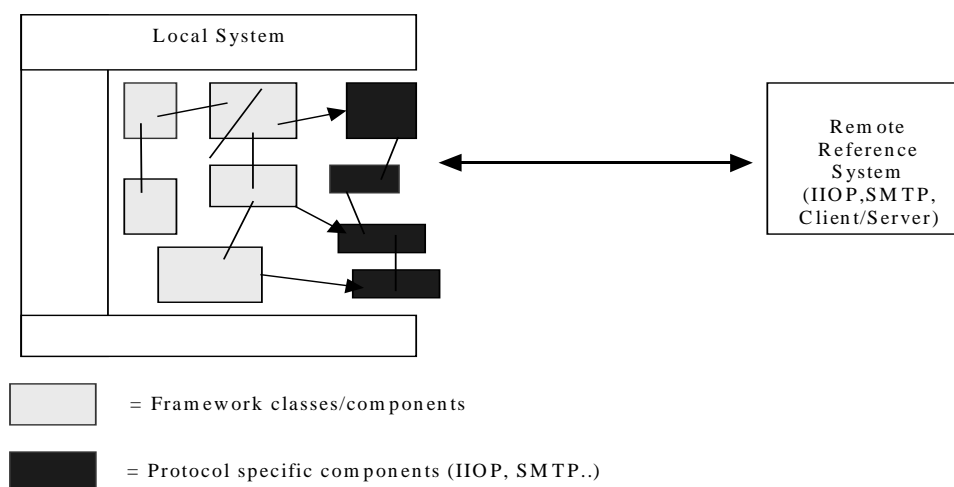 Local System
Remote
Reference
System
(IIOP,SMTP,
Client/Server)
= Framework classes/components
= Protocol specific components (IIOP, SMTP..)